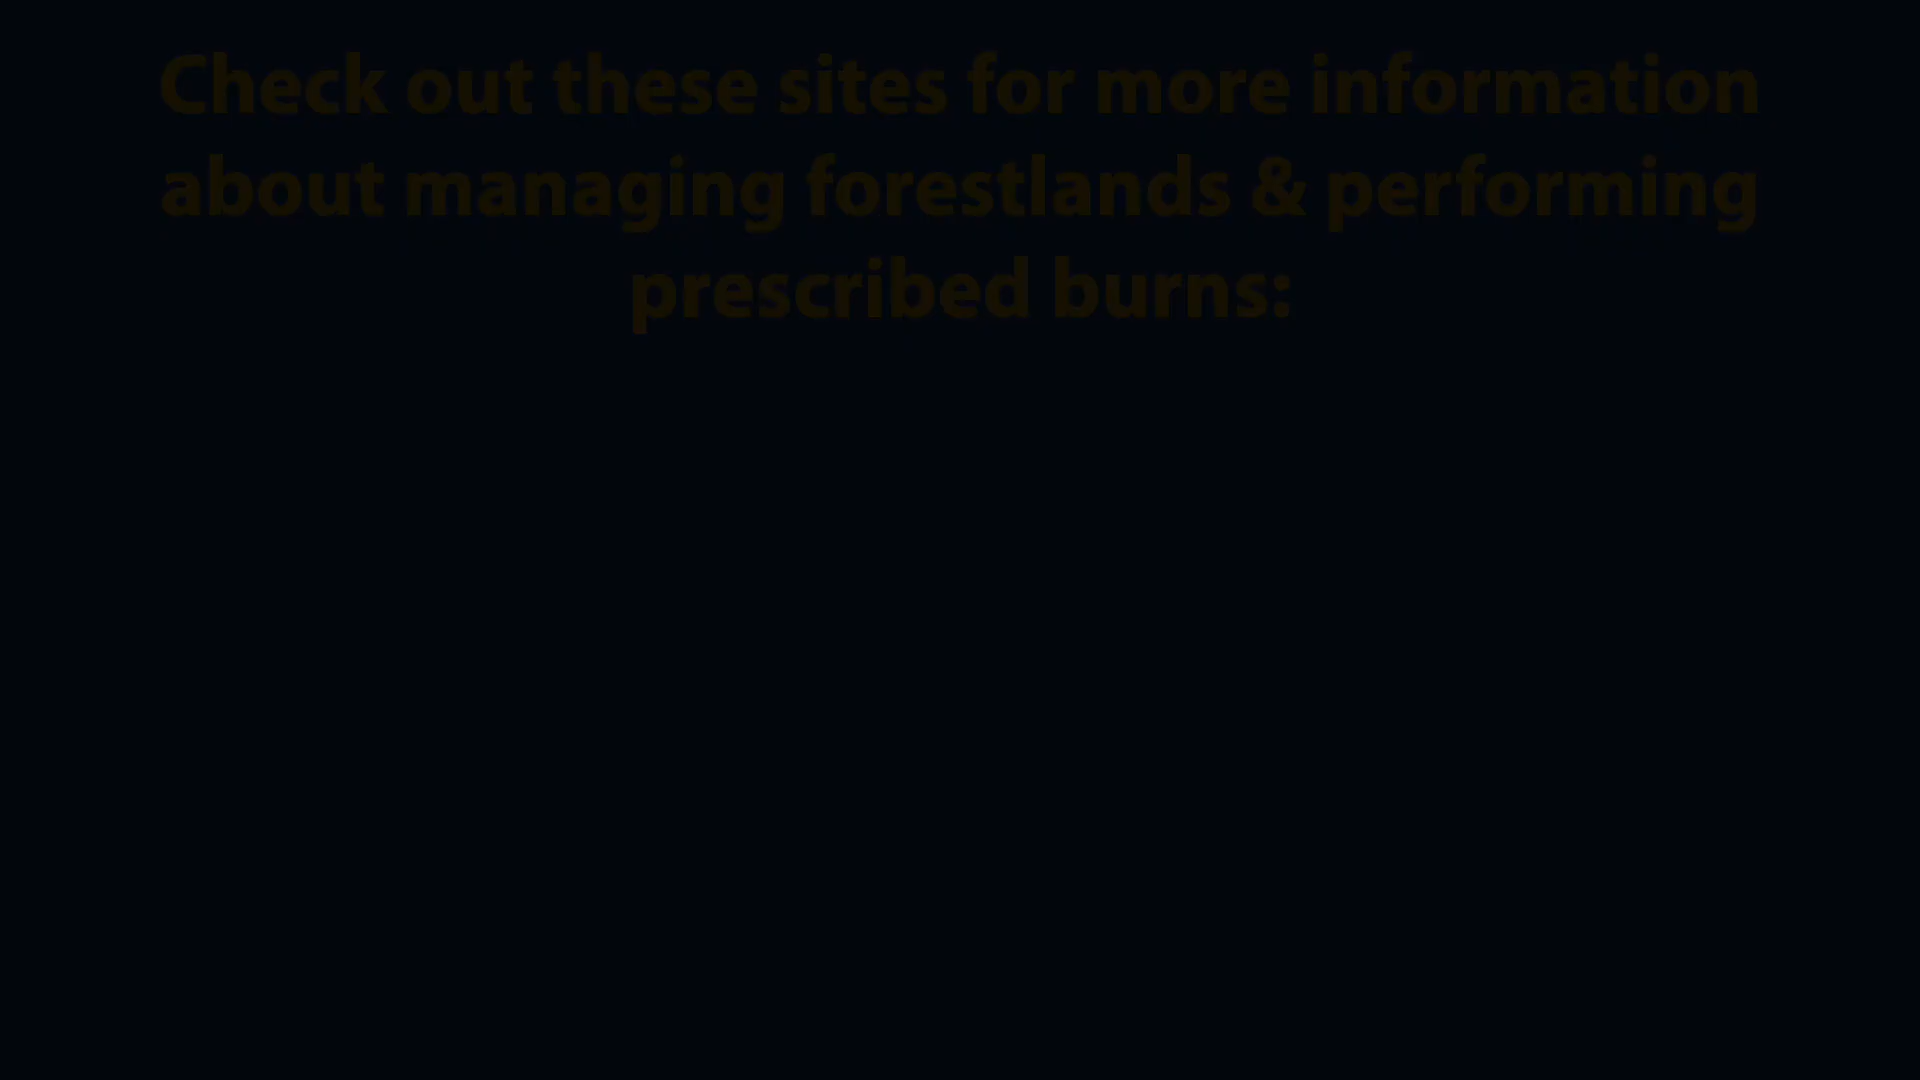 Check out these sites for more information
about managing forestlands & performing
prescribed burns: